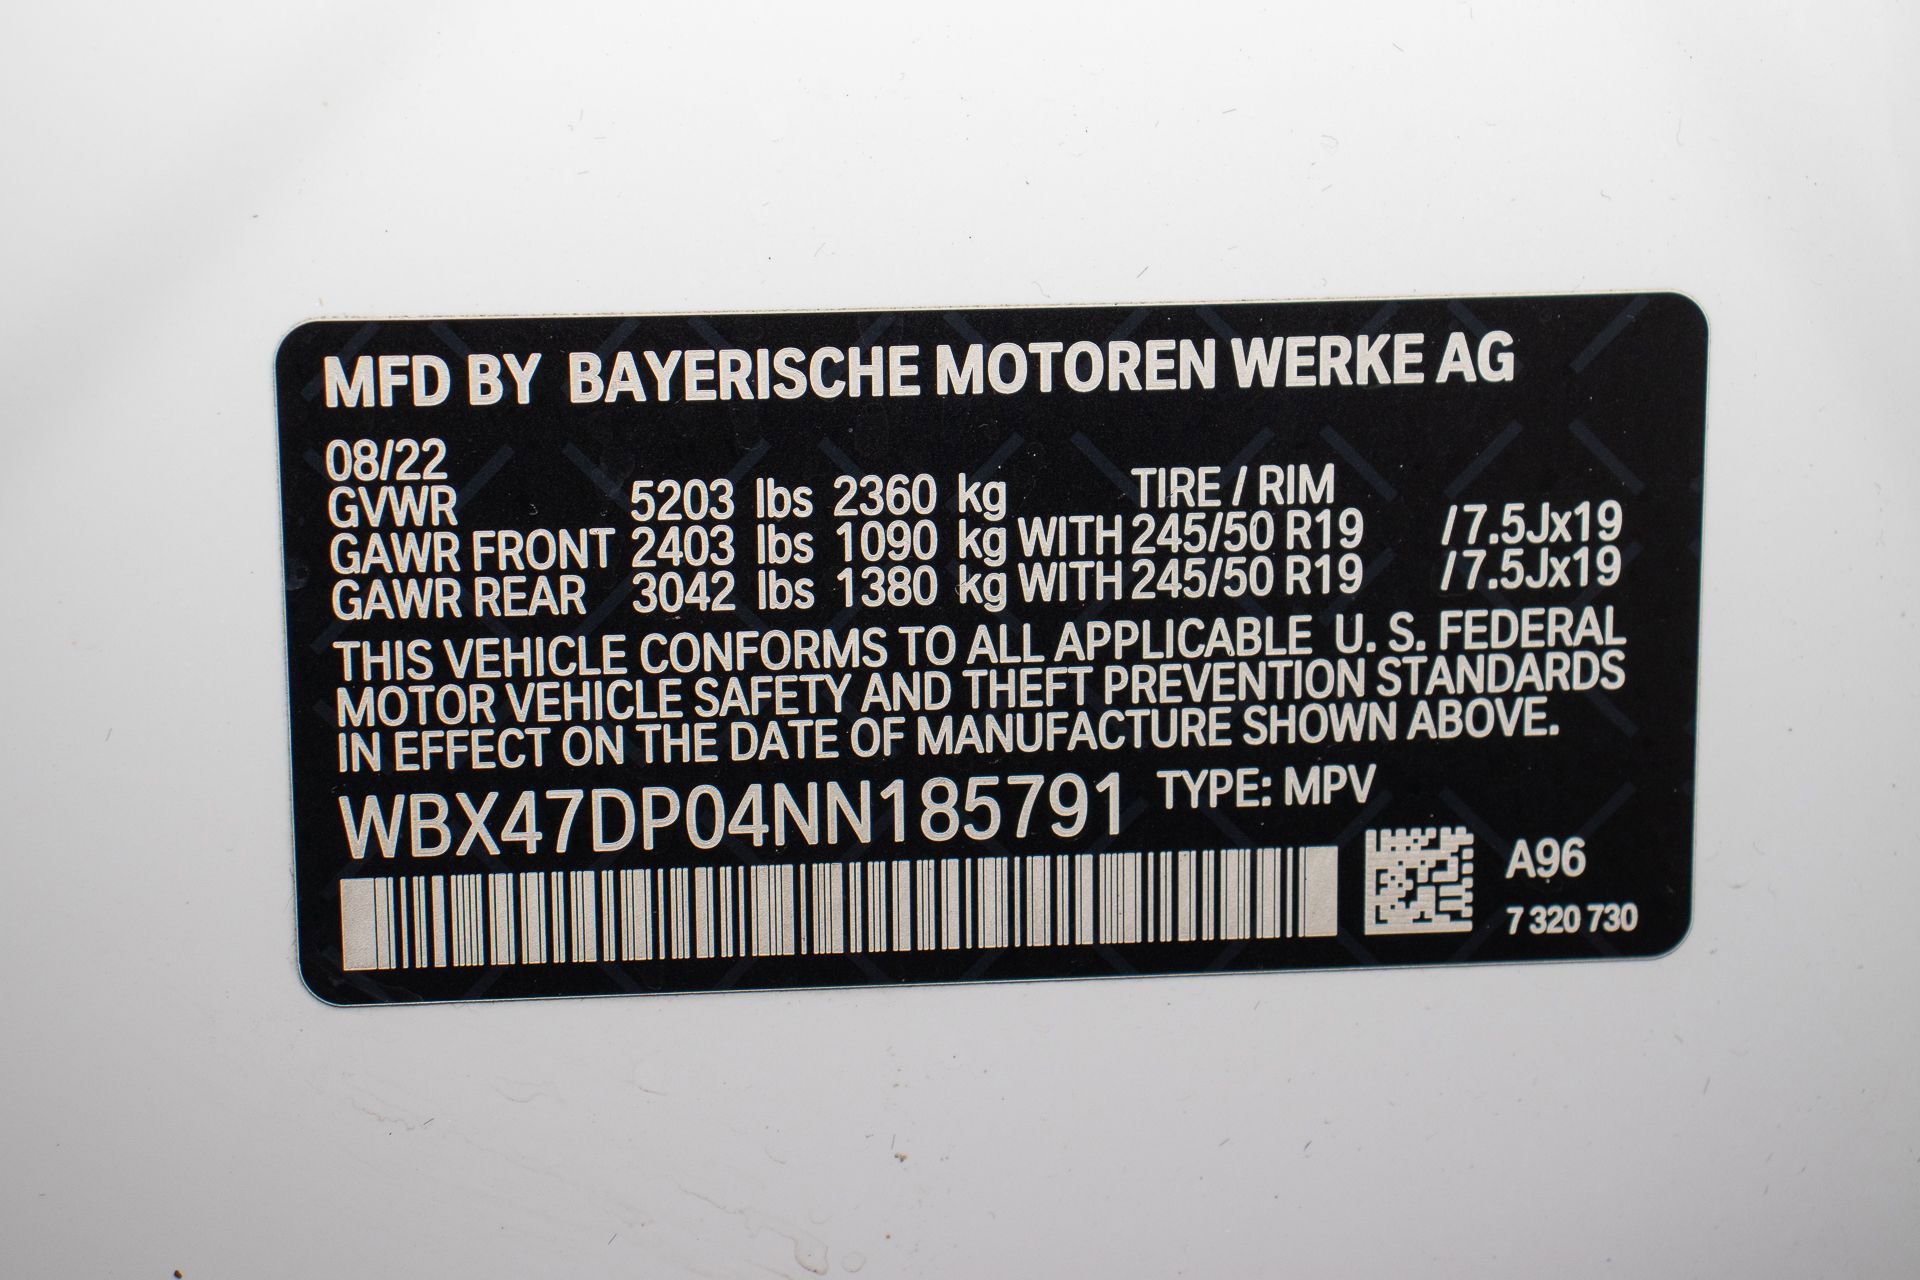 MFD BY BAYERISCHE MOTOREN WERKE AG
08/22 TIRE / RIM
GVWR 5203 lbs 2360 kg
GAWR FRONT 2403 lbs 1090 kg WITH 245/50 R19 /7.5Jx19
GAWR REAR 3042 lbs 1380 kg WITH 245/50 R19 /7.5Jx19
THIS VEHICLE CONFORMS TO ALL APPLICABLE U. S. FEDERAL
MOTOR VEHICLE SAFETY AND THEFT PREVENTION STANDARDS
IN EFFECT ON THE DATE OF MANUFACTURE SHOWN ABOVE.
WBX47DP04NN185791 TYPE: MPV
A96
7 320 730